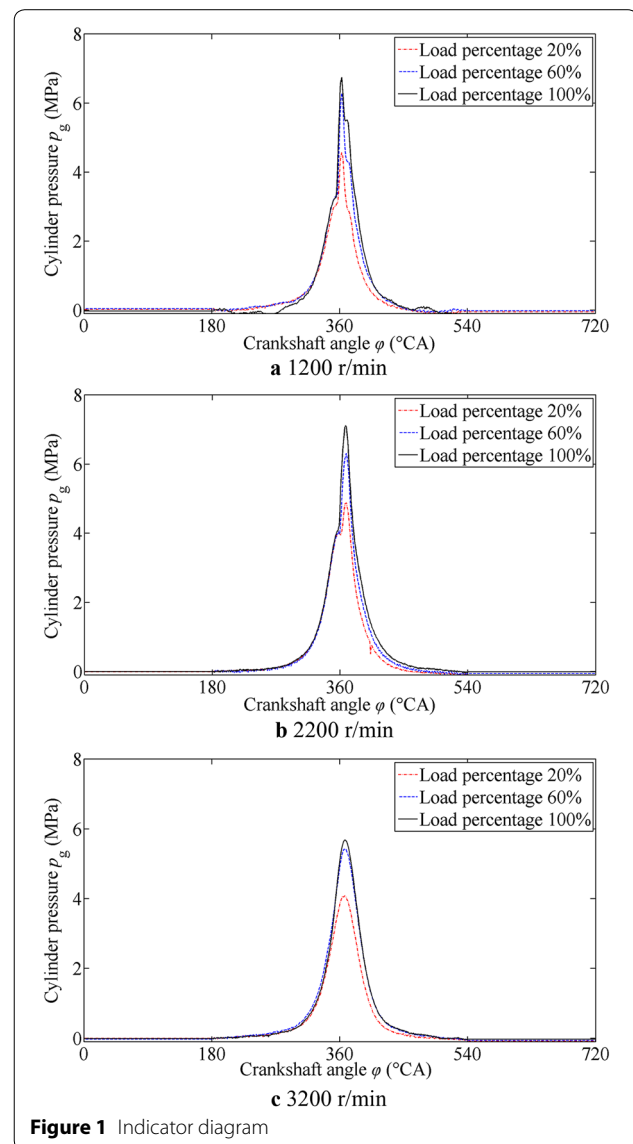 8
6
4
2
0
Cylinder pressure pg (MPa)
Load percentage 20%
Load percentage 60%
Load percentage 100%
0 180 360 540 720
Crankshaft angle φ (°CA)
a 1200 r/min
8
6
4
2
0
Cylinder pressure pg (MPa)
Load percentage 20%
Load percentage 60%
Load percentage 100%
0 180 360 540 720
Crankshaft angle φ (°CA)
b 2200 r/min
8
6
4
2
0
Cylinder pressure pg (MPa)
Load percentage 20%
Load percentage 60%
Load percentage 100%
0 180 360 540 720
Crankshaft angle φ (°CA)
c 3200 r/min
Figure 1 Indicator diagram